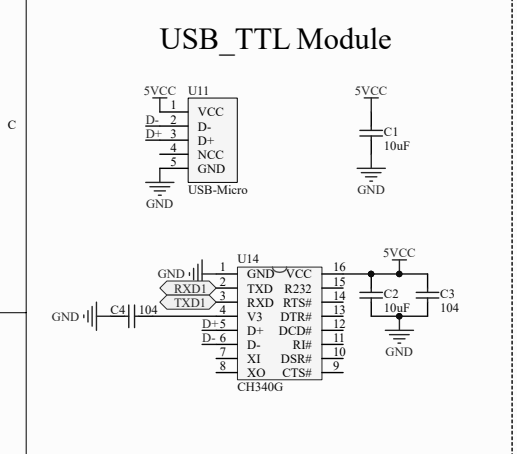 USB_TTL Module
5VCC U11
1 VCC
D- 2 D-
D+ 3 D+
4 NCC
5 GND
USB-Micro
GND
5VCC
C1
10uF
GND
C
U14
GND 1 GND VCC 16
RXD1 2 TXD R232 15
TXD1 3 RXD RTS# 14
GND C4 104 4 V3 DTR# 13
D+ 5 D+ DCD# 12
D- 6 D- RI# 11
7 XI DSR# 10
8 XO CTS# 9
CH340G
5VCC
C2 C3
10uF 104
GND